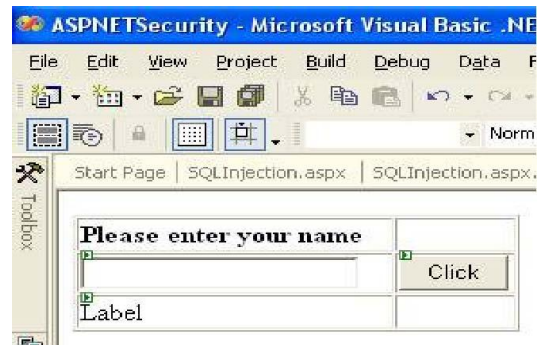 ASPNETSecurity - Microsoft Visual Basic .NE
File Edit View Project Build Debug Data F
Norm
Start Page | SQLInjection.aspx | SQLInjection.aspx.
Toolbox
Please enter your name
Click
Label